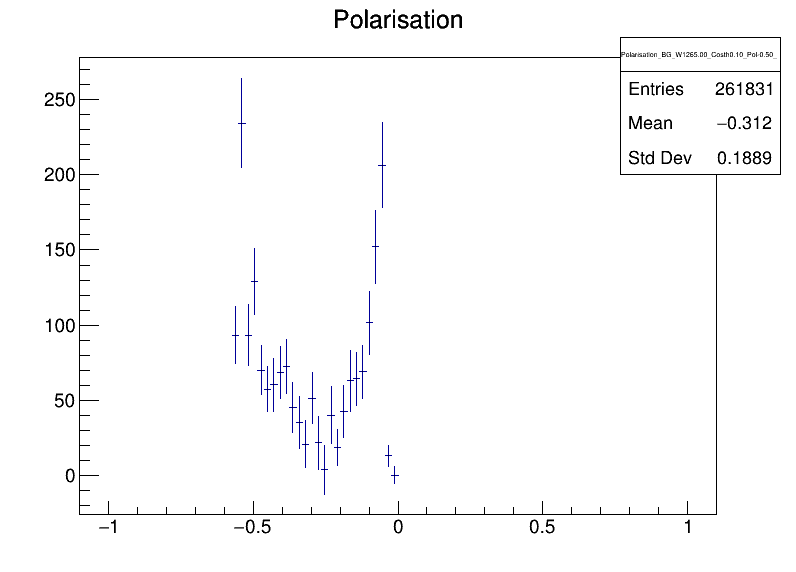 Polarisation
Polarisation_BG_W1265.00_Costh0.10_Pol-0.50_
Entries 261831
Mean −0.312
Std Dev 0.1889
250
200
150
100
50
0
−1 −0.5 0 0.5 1